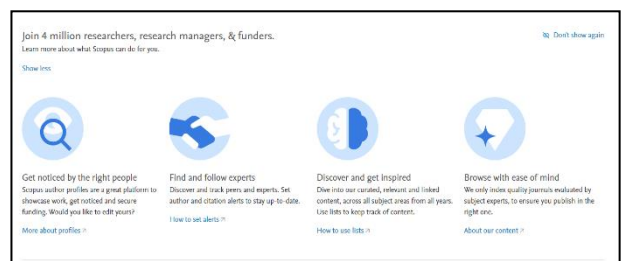 Join 4 million researchers, research managers, & funders.
Don't show again
Learn more about what Scopus can do for you.
Show less
Get noticed by the right people
Scopus author profiles are a great platform to
showcase work, get noticed and secure
funding. Would you like to edit yours?
More about profiles ↗
Find and follow experts
Discover and track peers and experts. Set
author and citation alerts to stay up-to-date.
How to set alerts ↗
Discover and get inspired
Dive into our curated, relevant and linked
content, across all subject areas from all years.
Use lists to keep track of content.
How to use lists ↗
Browse with ease of mind
We only index quality journals evaluated by
subject experts, to ensure you publish in the
right one.
About our content ↗